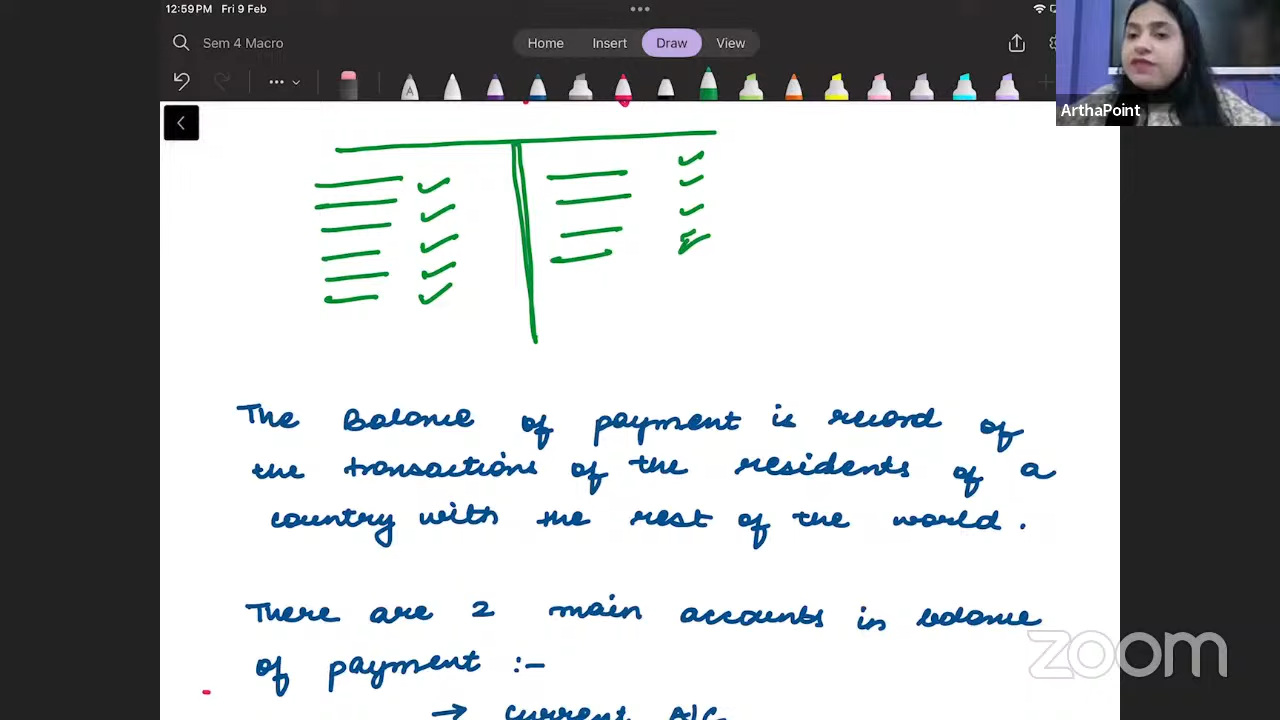 12:59PM Fri 9 Feb
Sem 4 Macro
Home Insert Draw View
A
ArthaPoint
The Balance of payment is record of
the transactions of the residents of a
country with the rest of the world.
There are 2 main accounts in balance
of payment :-
→ current A/C
zoom